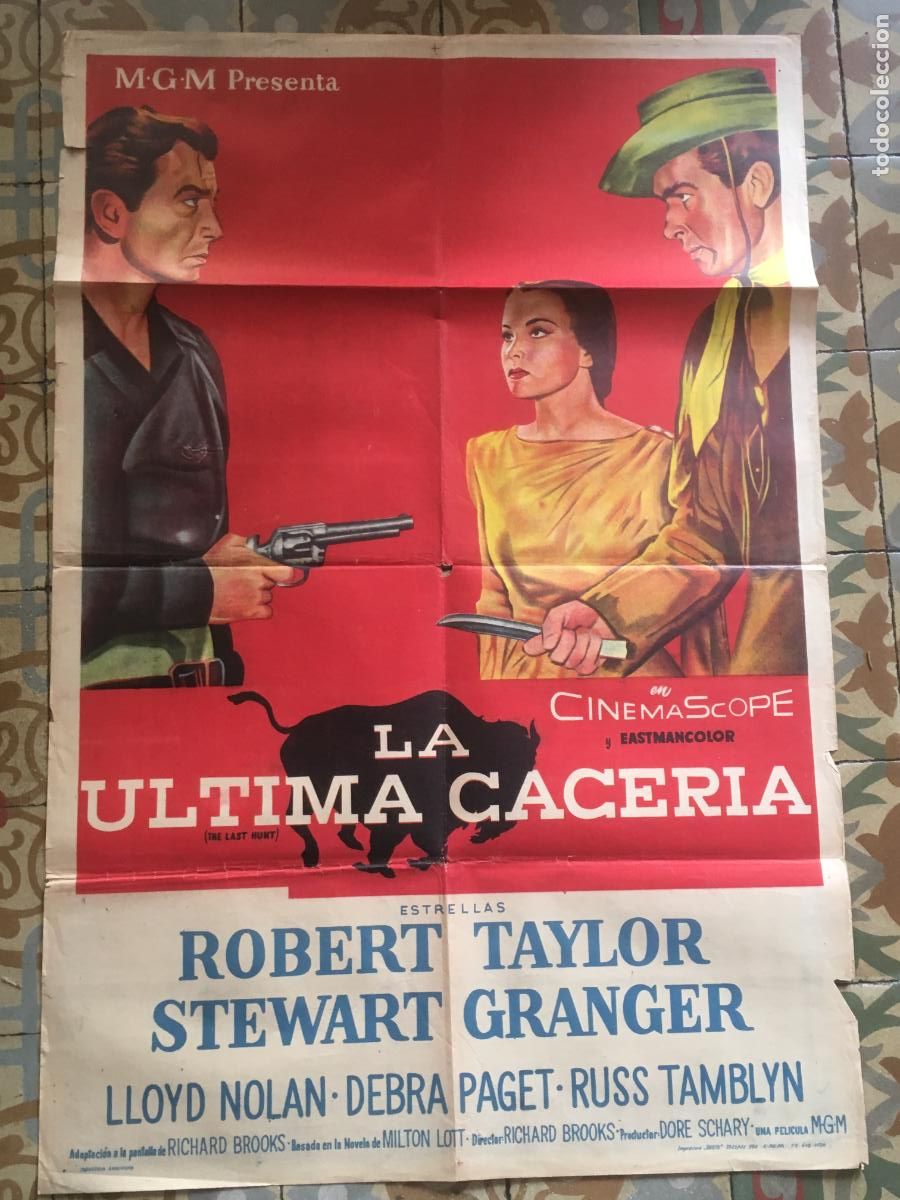 M·G·M Presenta
en
CINEMASCOPE
y EASTMANCOLOR
LA
ULTIMA CACERIA
(THE LAST HUNT)
ESTRELLAS
ROBERT TAYLOR
STEWART GRANGER
LLOYD NOLAN · DEBRA PAGET · RUSS TAMBLYN
Adaptación a la pantalla de RICHARD BROOKS · Basada en la Novela de MILTON LOTT · Director RICHARD BROOKS · Productor DORE SCHARY · UNA PELICULA M·G·M
INDUSTRIA ARGENTINA
todocoleccion